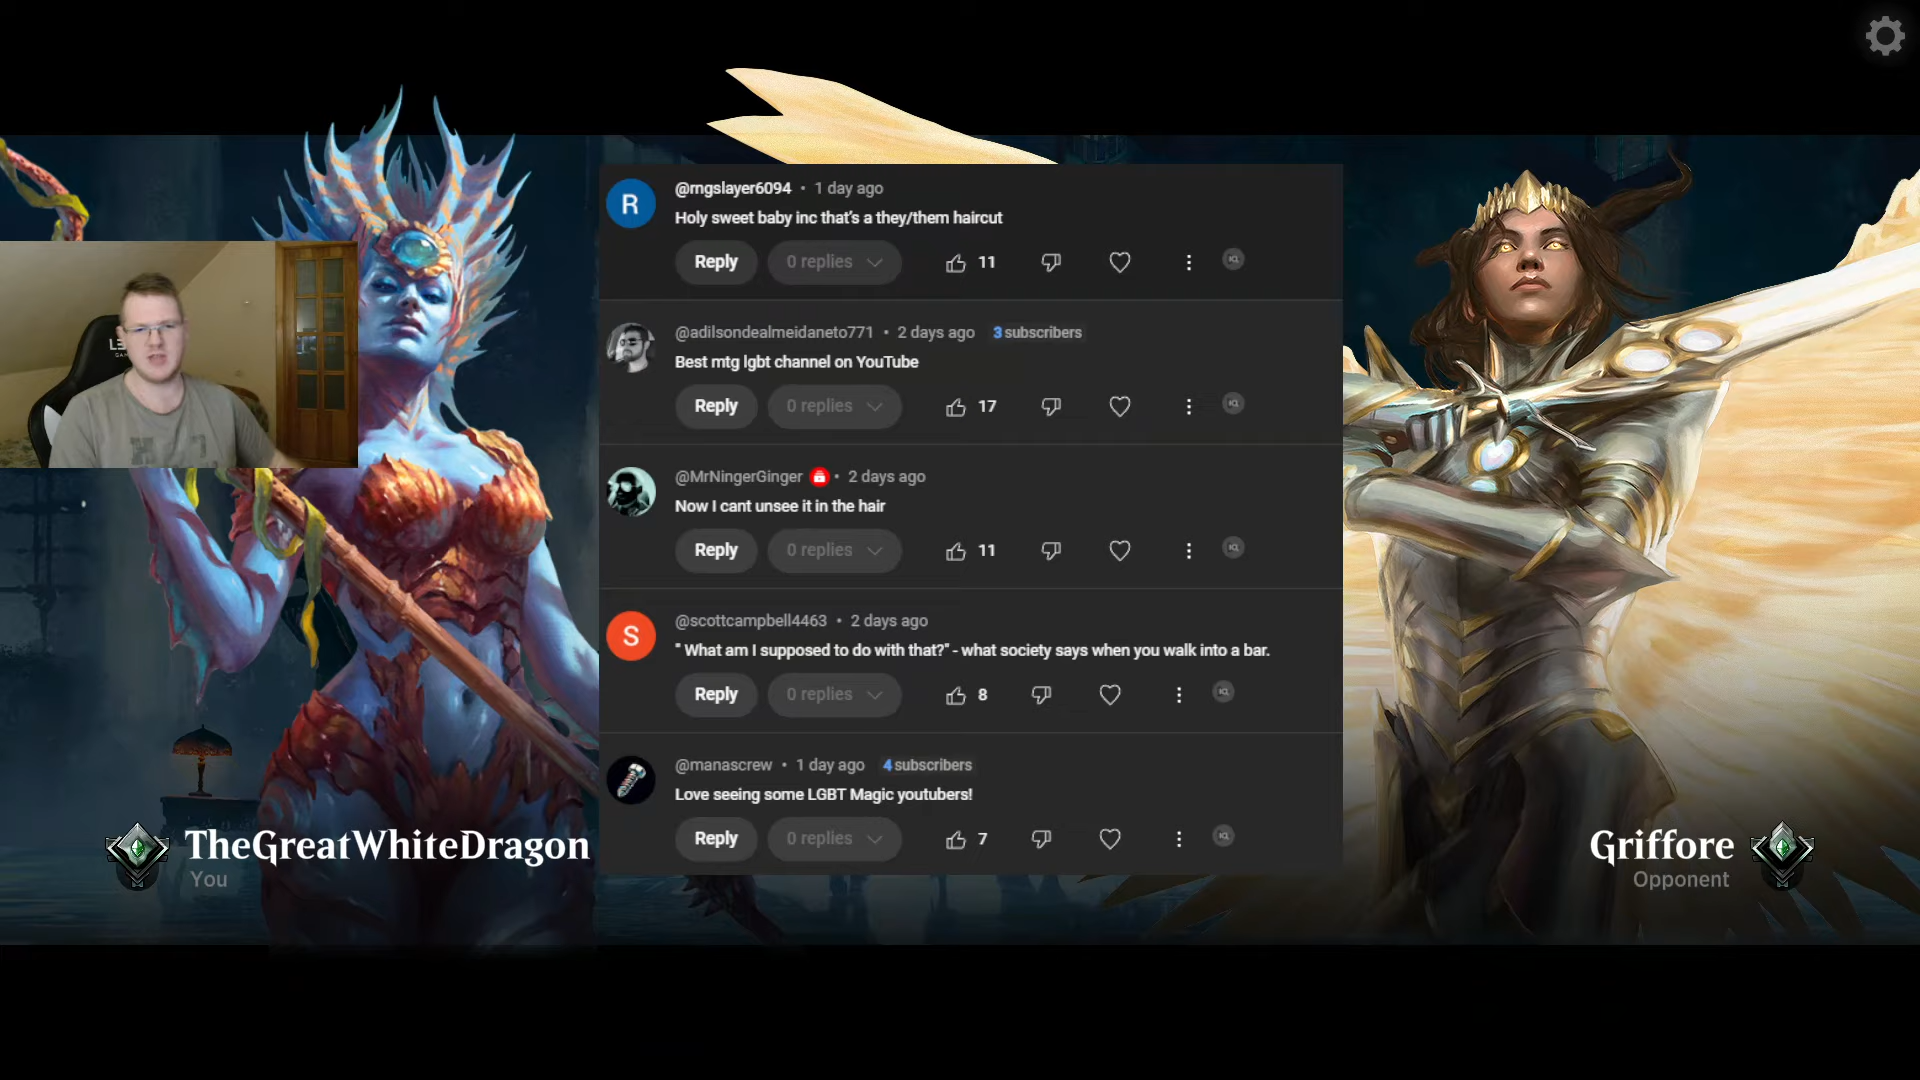 @rngslayer6094 • 1 day ago
Holy sweet baby inc that's a they/them haircut
Reply 0 replies 11
@adilsondealmeidaneto771 • 2 days ago 3 subscribers
Best mtg lgbt channel on YouTube
Reply 0 replies 17
@MrNingerGinger • 2 days ago
Now I cant unsee it in the hair
Reply 0 replies 11
@scottcampbell4463 • 2 days ago
" What am I supposed to do with that?" - what society says when you walk into a bar.
Reply 0 replies 8
@manascrew • 1 day ago 4 subscribers
Love seeing some LGBT Magic youtubers!
Reply 0 replies 7
R
S
TheGreatWhiteDragon
You
Griffore
Opponent